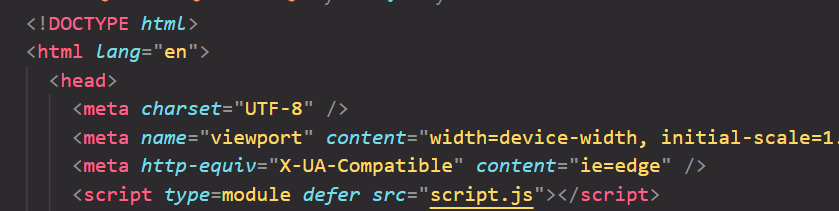 <!DOCTYPE html>
<html lang="en">
<head>
<meta charset="UTF-8" />
<meta name="viewport" content="width=device-width, initial-scale=1.
<meta http-equiv="X-UA-Compatible" content="ie=edge" />
<script type=module defer src="script.js"></script>